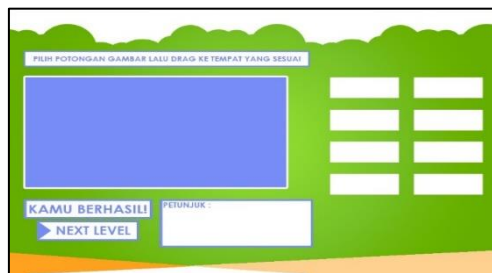 PILIH POTONGAN GAMBAR LALU DRAG KE TEMPAT YANG SESUAI
KAMU BERHASIL!
NEXT LEVEL
PETUNJUK :